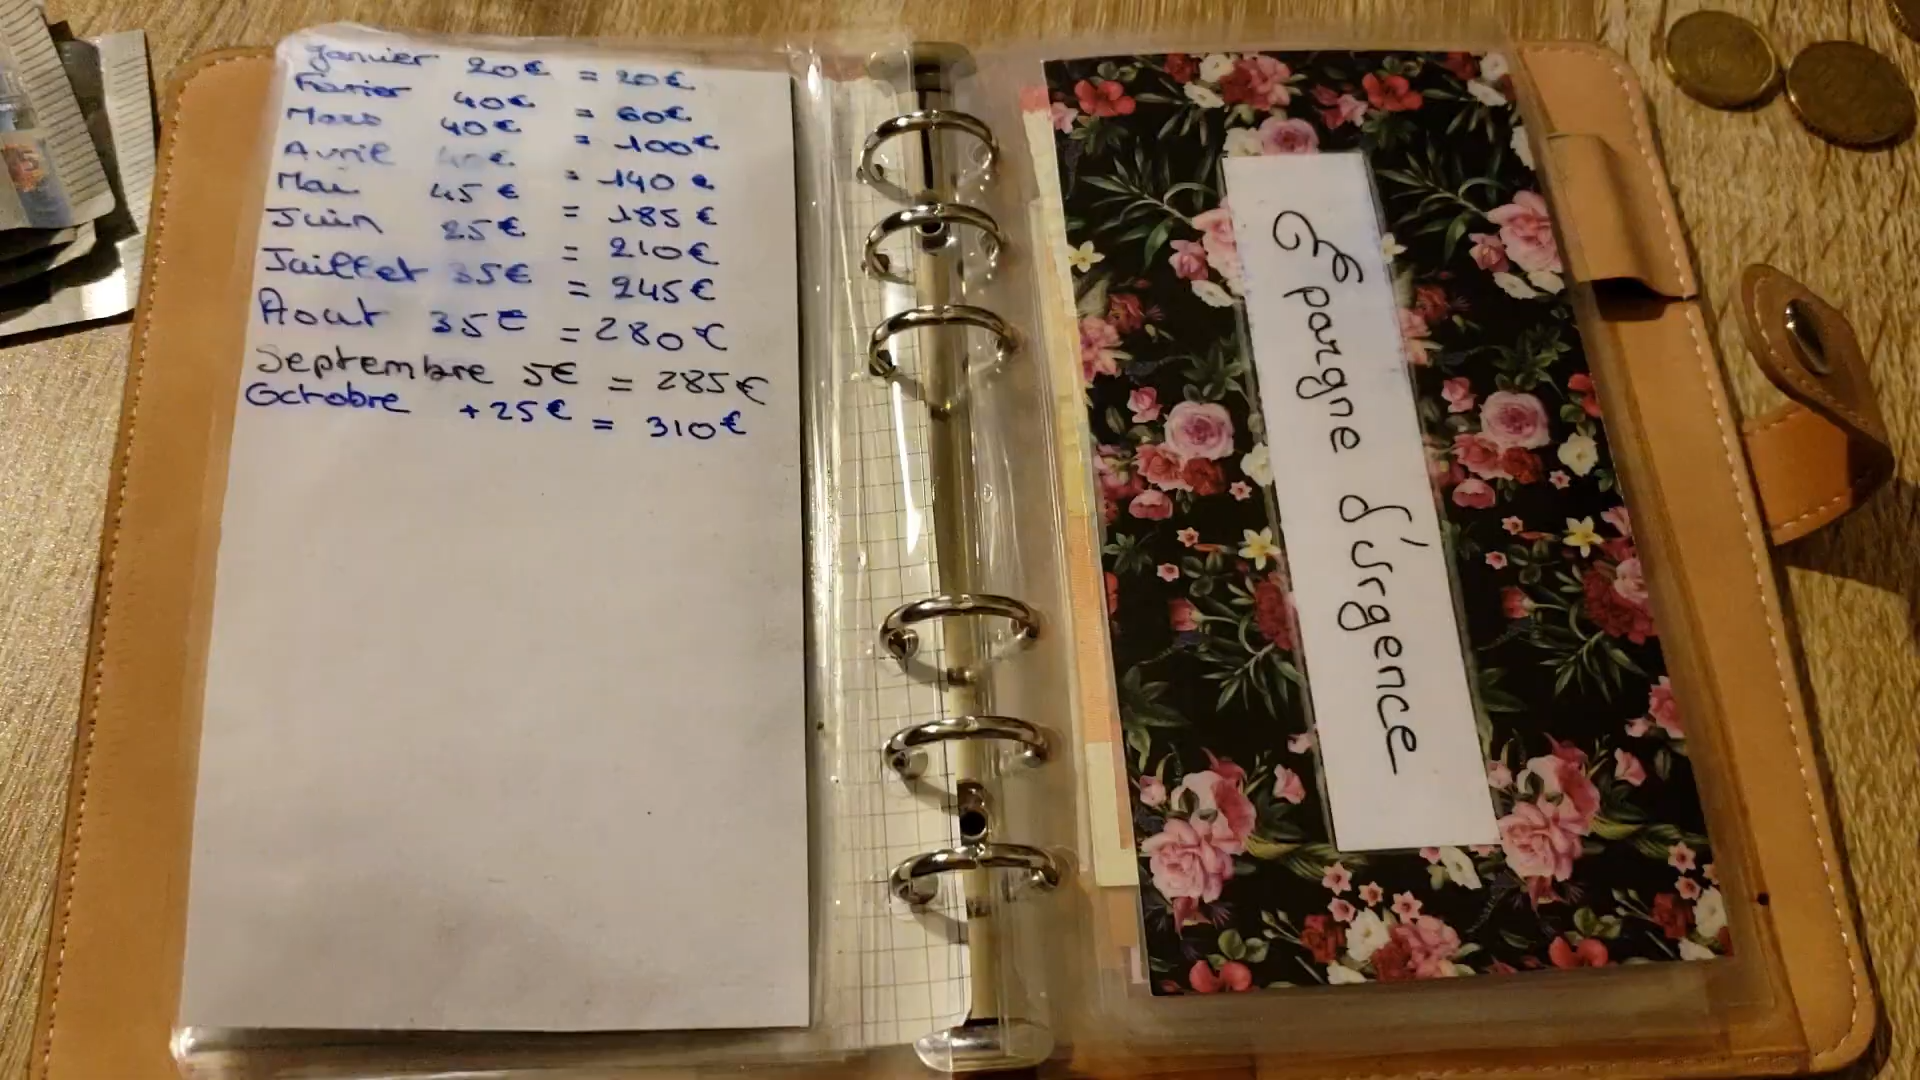 Janvier 20€ = 20€
Fevrier 40€ = 60€
Mars 40€ = 100€
Avril 40€ = 140€
Mai 45€ = 185€
Juin 25€ = 210€
Juillet 35€ = 245€
Aout 35€ = 280€
Septembre 5€ = 285€
Octobre +25€ = 310€
Epargne d'urgence